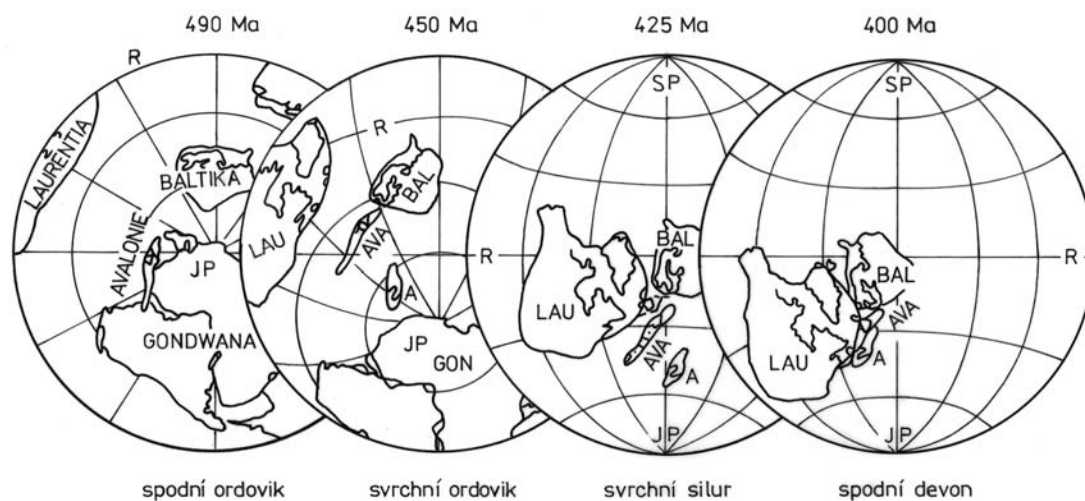 490 Ma
450 Ma
425 Ma
400 Ma
R
LAURENTIA
BALTIKA
AVALONIE
JP
GONDWANA
R
BAL
LAU
AVA
A
JP
GON
SP
R
BAL
LAU
AVA
A
JP
SP
R
BAL
AVA
LAU
A
JP
spodní ordovik
svrchní ordovik
svrchní silur
spodní devon